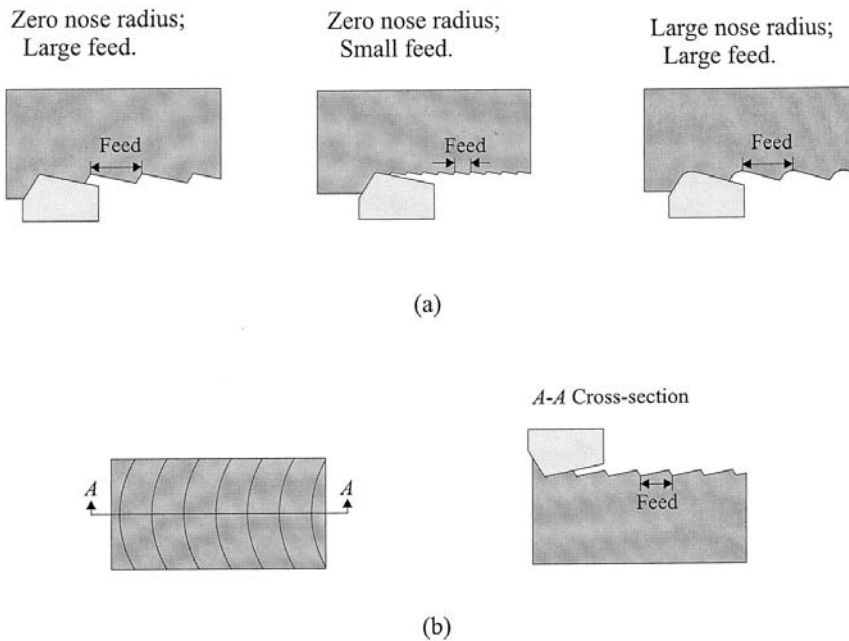 Zero nose radius;
Large feed.
Zero nose radius;
Small feed.
Large nose radius;
Large feed.
Feed
Feed
Feed
(a)
A-A Cross-section
A
A
Feed
(b)